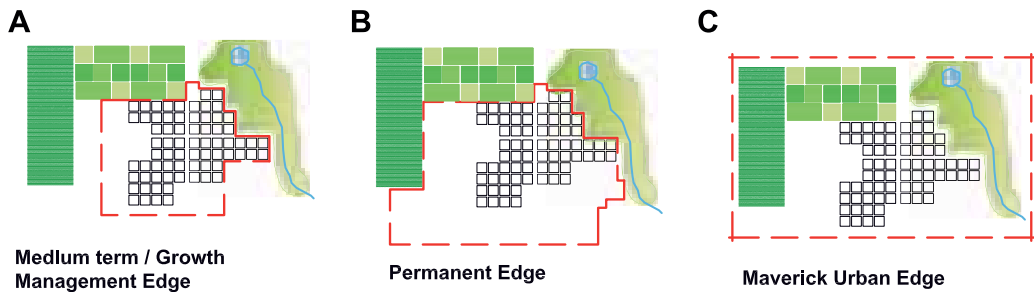 A
B
C
Medium term / Growth
Management Edge
Permanent Edge
Maverick Urban Edge